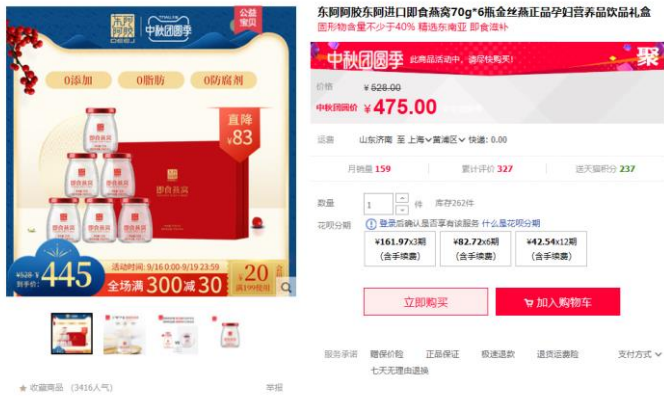 东阿阿胶
DEEJ
中秋团圆季
公益
宝贝
0添加
0脂肪
0防腐剂
直降
¥83
即食燕窝
¥528
到手价:
¥445
活动时间: 9/16 0:00-9/19 23:59
全场满300减30
¥20
满199使用
收藏商品 (3416人气)
举报
东阿阿胶东阿进口即食燕窝70g*6瓶金丝燕正品孕妇营养品饮品礼盒
固形物含量不少于40% 精选东南亚 即食滋补
中秋团圆季 此商品活动中，请尽快购买！ 聚
价格 ¥528.00
中秋团圆价 ¥475.00
运费 山东济南 至 上海 黄浦区 快递: 0.00
月销量 159 累计评价 327 送天猫积分 237
数量 1 件 库存262件
花呗分期 登录后确认是否享有该服务 什么是花呗分期
¥161.97x3期 ¥82.72x6期 ¥42.54x12期
(含手续费) (含手续费) (含手续费)
立即购买 加入购物车
服务承诺 赠保价险 正品保证 极速退款 退货运费险 支付方式
七天无理由退换